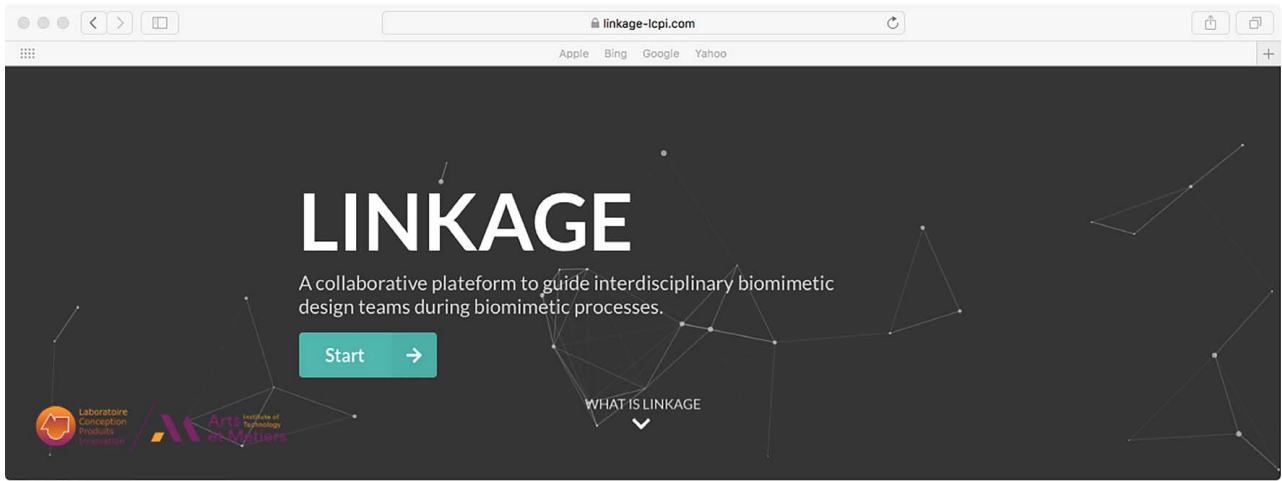 linkage-lcpi.com
Apple Bing Google Yahoo
LINKAGE
A collaborative plateform to guide interdisciplinary biomimetic
design teams during biomimetic processes.
Start
WHAT IS LINKAGE
Laboratoire
Conception
Produits
Innovation
Arts
et Métiers
Institute of
Technology